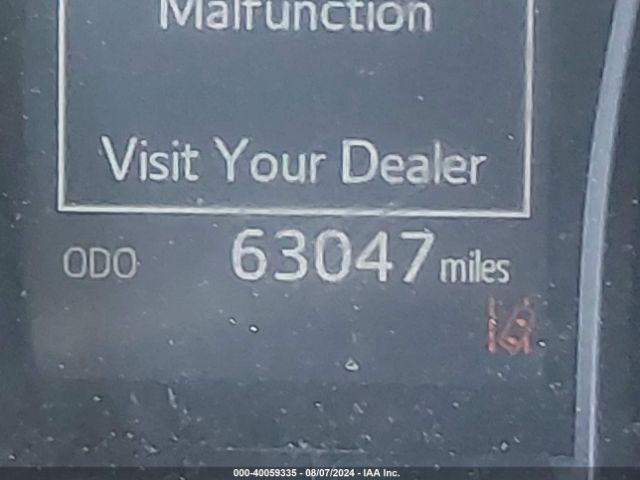 Malfunction
Visit Your Dealer
ODO 63047 miles
000-40059335 - 08/07/2024 - IAA Inc.